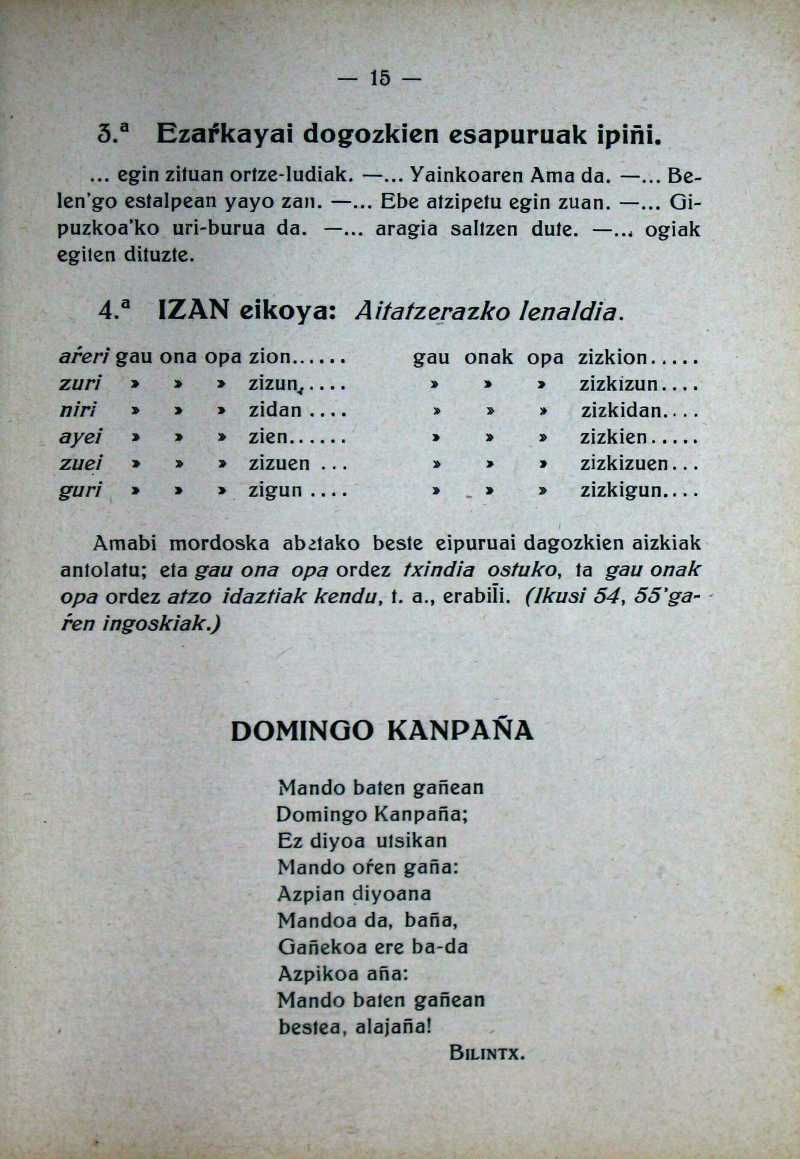 — 15 —
3.ª Ezaŕkayai dogozkien esapuruak ipiñi.
... egin zituan ortze-ludiak. —... Yainkoaren Ama da. —... Be-
len'go estalpean yayo zan. —... Ebe atzipetu egin zuan. —... Gi-
puzkoa'ko uri-burua da. —... aragia saltzen dute. —... ogiak
egiten dituzte.
4.ª IZAN eikoya: Aitatzerazko lenaldia.
aŕeri gau ona opa zion...... gau onak opa zizkion.....
zuri » » » zizun..... » » » zizkizun....
niri » » » zidan .... » » » zizkidan....
ayei » » » zien...... » » » zizkien.....
zuei » » » zizuen ... » » » zizkizuen...
guri » » » zigun .... » » » zizkigun....
Amabi mordoska abetako beste eipuruai dagozkien aizkiak
antolatu; eta gau ona opa ordez txindia ostuko, ta gau onak
opa ordez atzo idaztiak kendu, t. a., erabili. (Ikusi 54, 55'ga-
ŕen ingoskiak.)
DOMINGO KANPAÑA
Mando baten gañean
Domingo Kanpaña;
Ez diyoa utsikan
Mando oŕen gaña:
Azpian diyoana
Mandoa da, baña,
Gañekoa ere ba-da
Azpikoa aña:
Mando baten gañean
bestea, alajaña!
BILINTX.